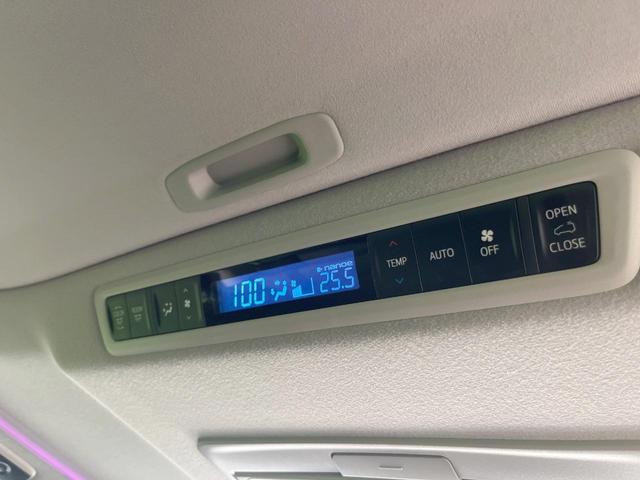 100
nanoe
25.5
TEMP
AUTO
OFF
OPEN
CLOSE